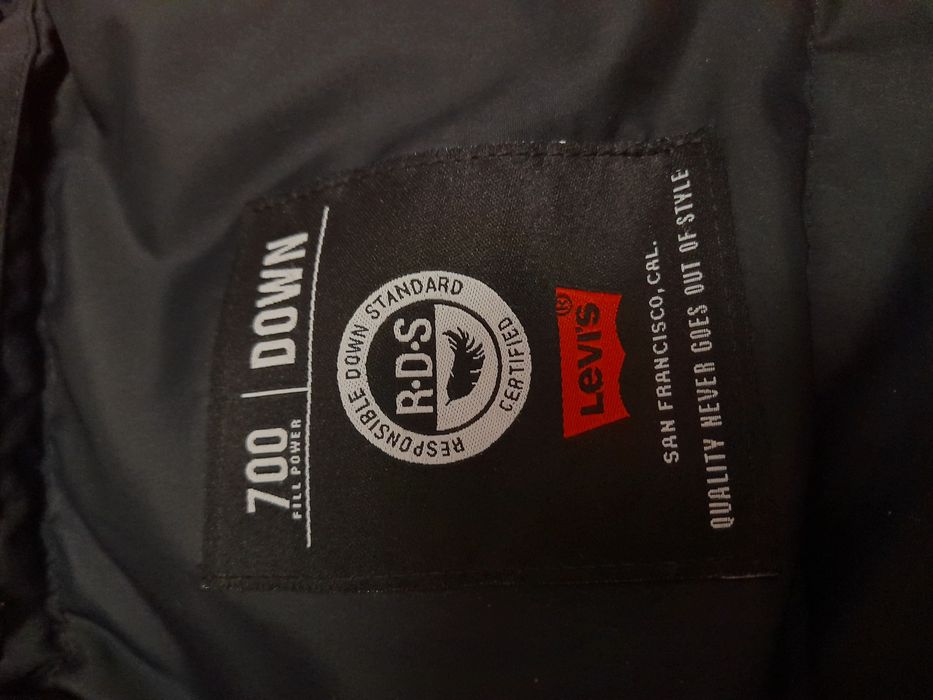 700 | DOWN
FILL POWER
RESPONSIBLE DOWN STANDARD
R·D·S
CERTIFIED
Levi's®
SAN FRANCISCO, CAL.
QUALITY NEVER GOES OUT OF STYLE